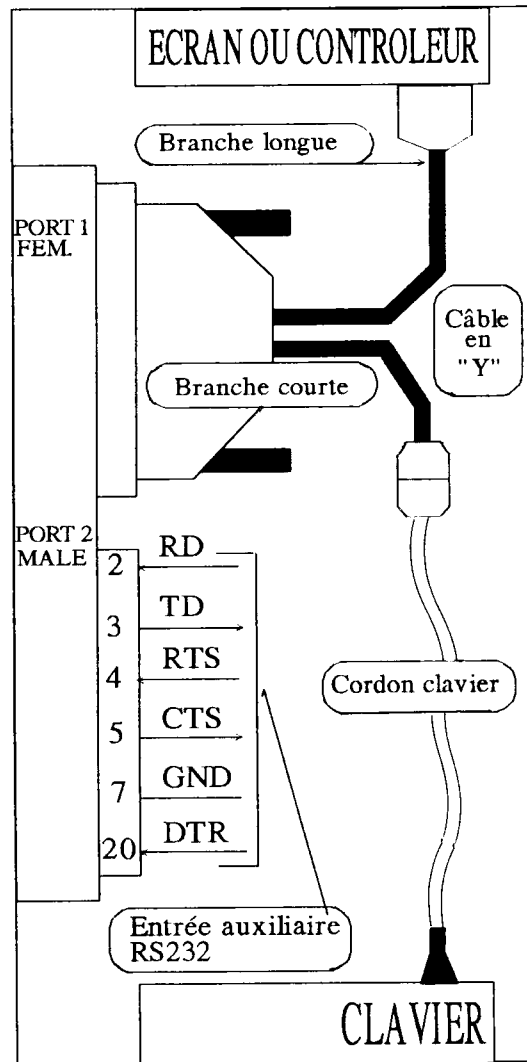 ECRAN OU CONTROLEUR
Branche longue
PORT 1
FEM.
Câble
en
"Y"
Branche courte
PORT 2
MALE
2 RD
3 TD
4 RTS
5 CTS
7 GND
20 DTR
Cordon clavier
Entrée auxiliaire
RS232
CLAVIER